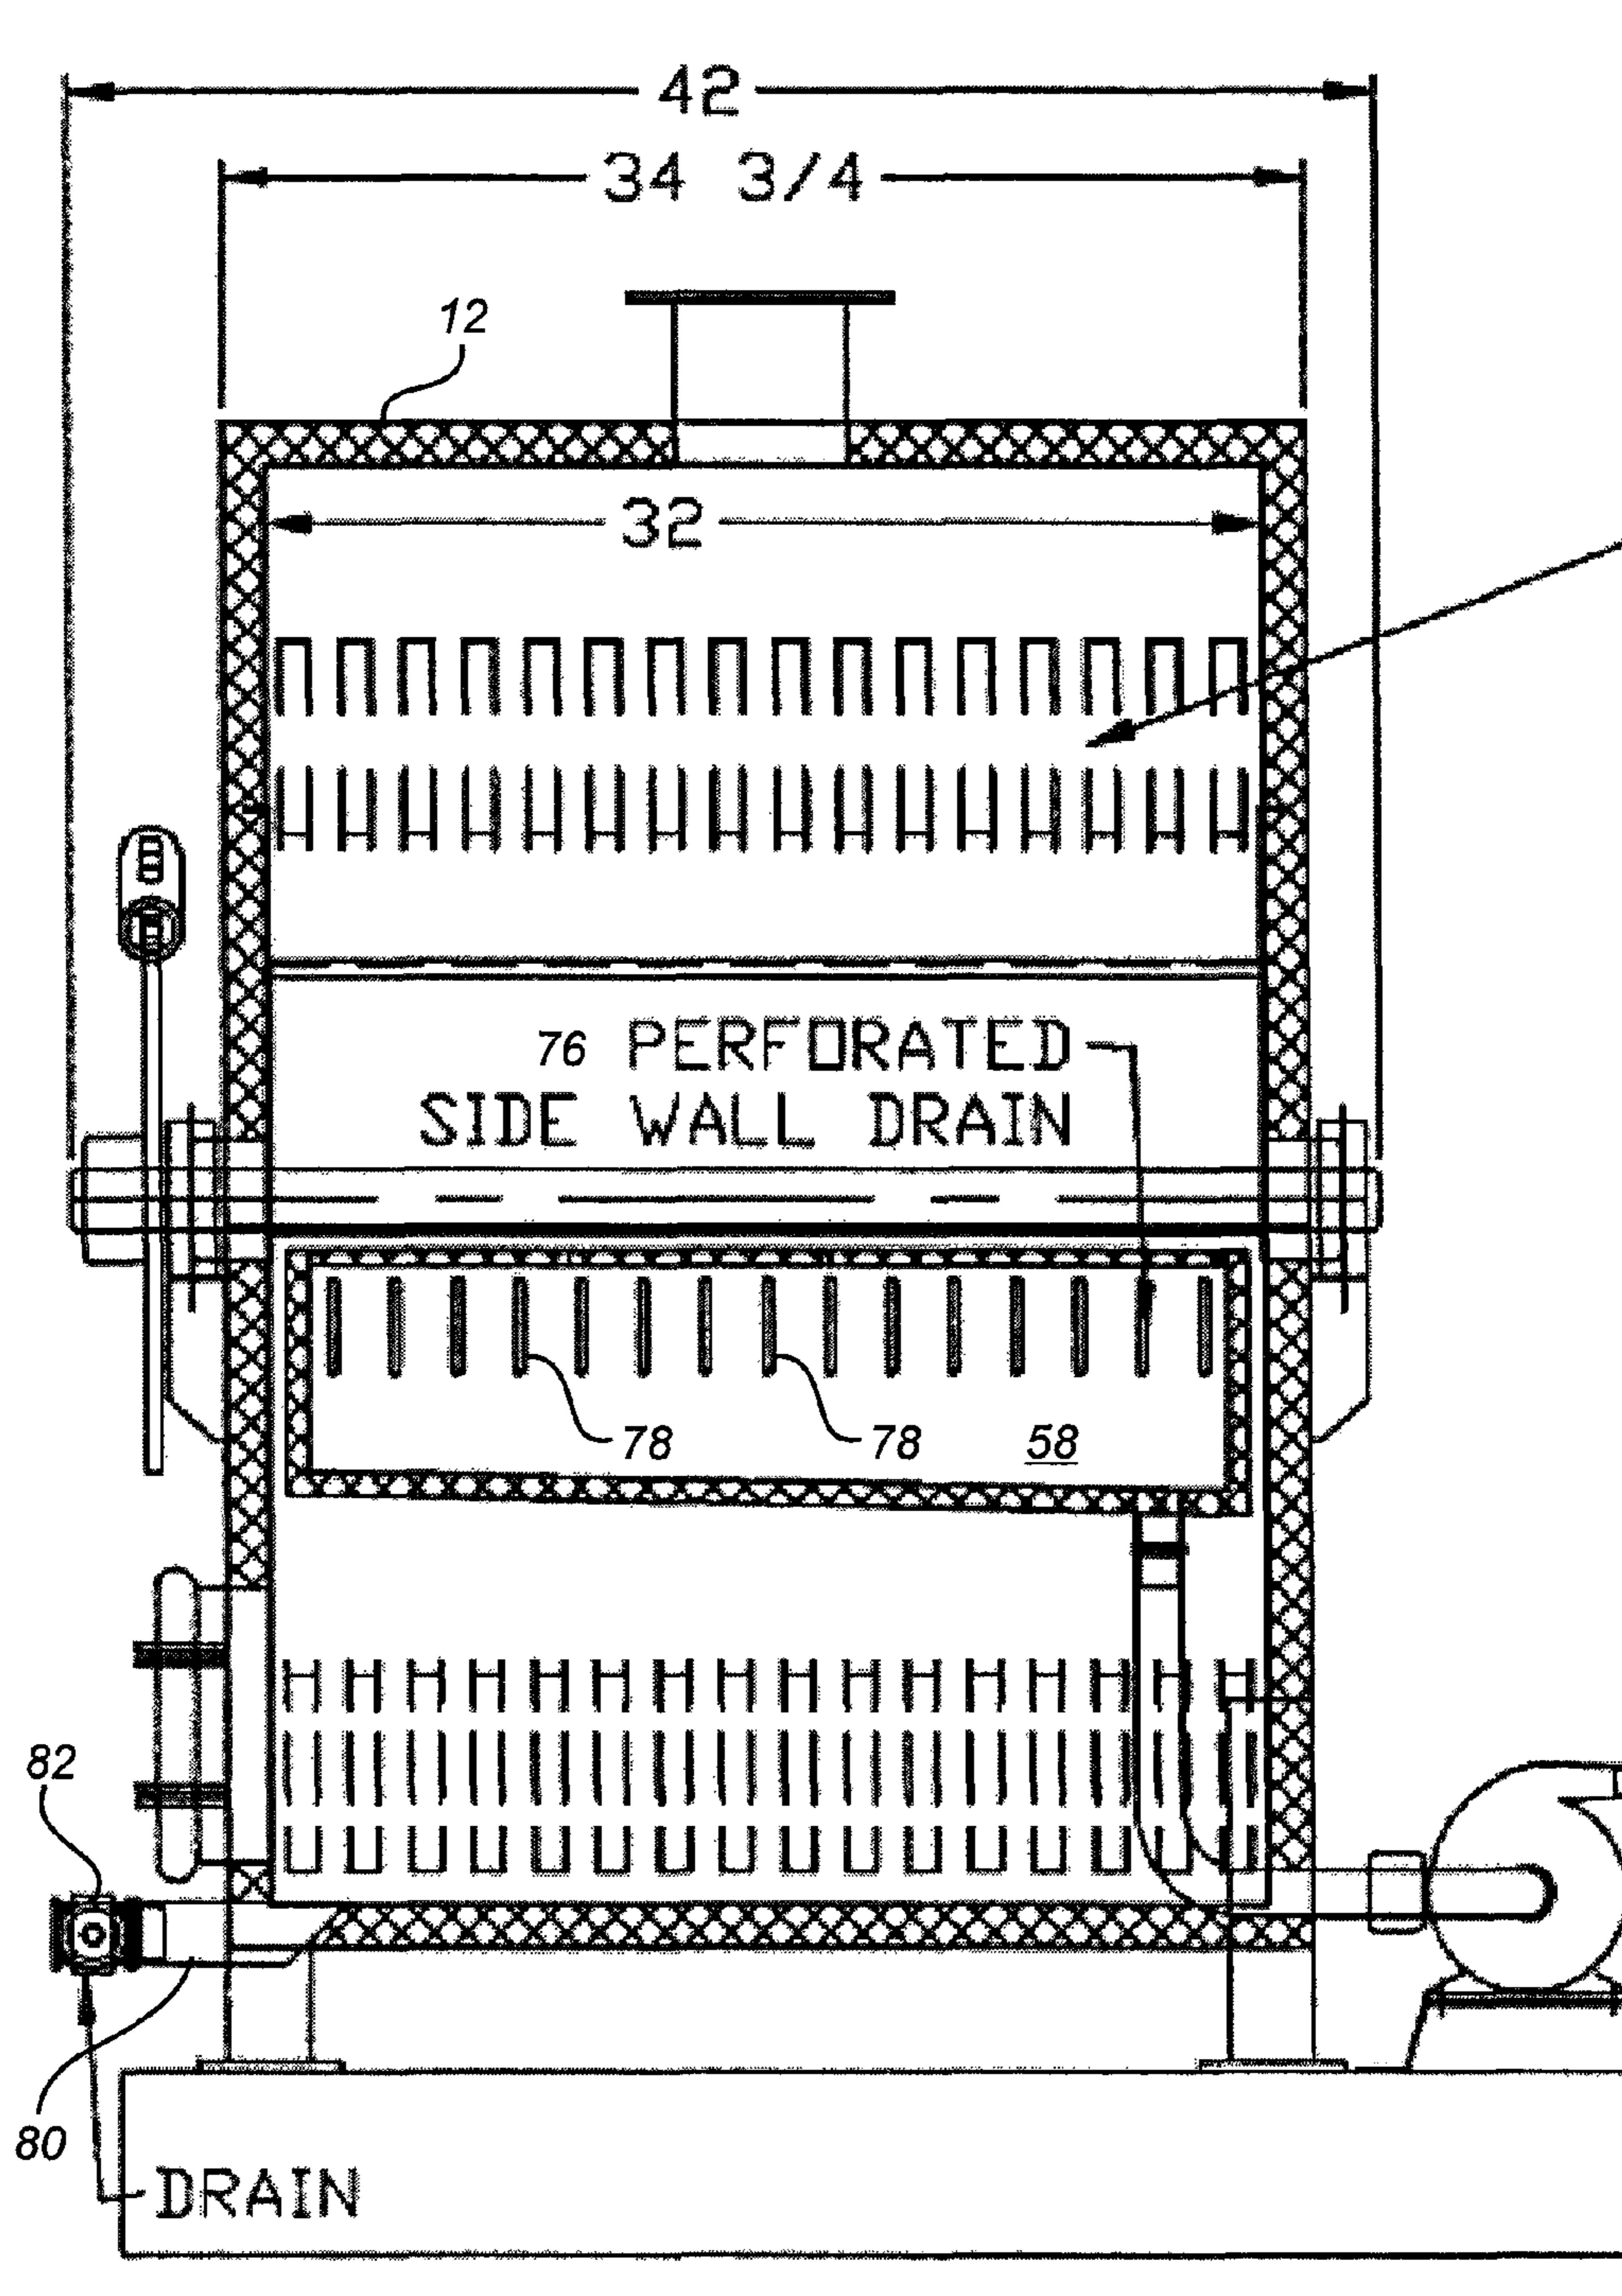 42
34 3/4
12
32
76 PERFORATED
SIDE WALL DRAIN
78 78 58
82
80
DRAIN